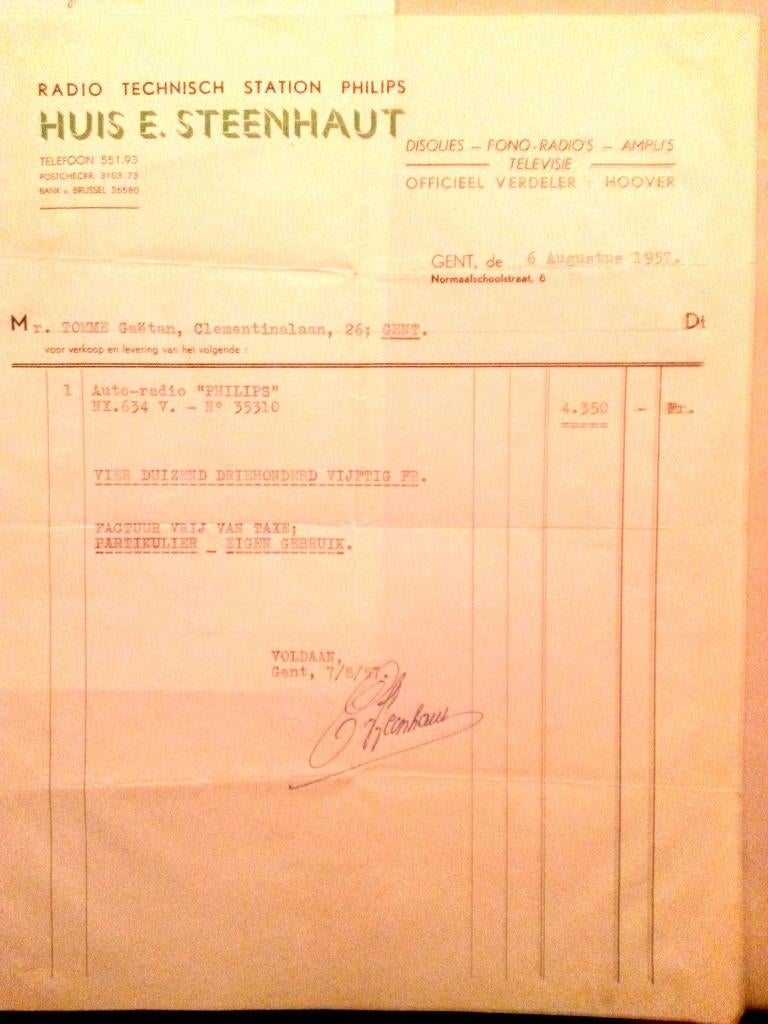 RADIO TECHNISCH STATION PHILIPS
HUIS E. STEENHAUT
TELEFOON 551.93
POSTCHECKR. 3103.73
BANK v. BRUSSEL 36580
DISQUES – FONO-RADIO'S – AMPLI'S
TELEVISIE
OFFICIEEL VERDELER : HOOVER
GENT, de 6 Augustus 1957.
Normaalschoolstraat, 6
Mr. TOMME Gaëtan, Clementinalaan, 26; GENT. Dt
voor verkoop en levering van het volgende :
1 Auto-radio "PHILIPS"
NX.634 V. - N° 35310 4.350 - Fr.
VIER DUIZEND DRIEHONDERD VIJFTIG FR.
FACTUUR VRIJ VAN TAXE;
PARTIKULIER _ EIGEN GEBRUIK.
VOLDAAN,
Gent, 7/8/57.
E. Steenhaut